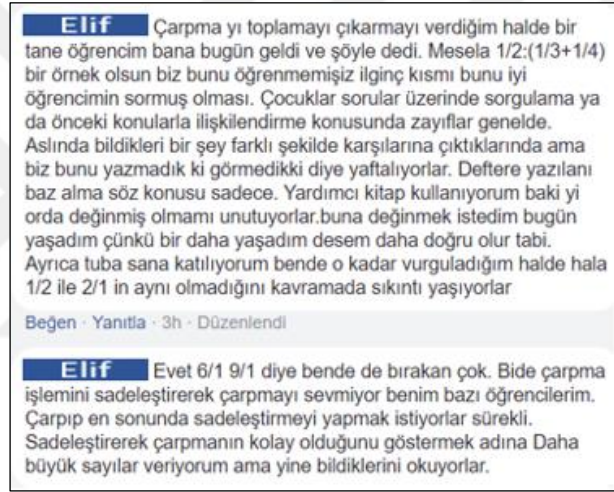 Elif Çarpma yı toplamayı çıkarmayı verdiğim halde bir
tane öğrencim bana bugün geldi ve şöyle dedi. Mesela 1/2:(1/3+1/4)
bir örnek olsun biz bunu öğrenmemişiz ilginç kısmı bunu iyi
öğrencimin sormuş olması. Çocuklar sorular üzerinde sorgulama ya
da önceki konularla ilişkilendirme konusunda zayıflar genelde.
Aslında bildikleri bir şey farklı şekilde karşılarına çıktıklarında ama
biz bunu yazmadık ki görmedikki diye yaftalıyorlar. Deftere yazılanı
baz alma söz konusu sadece. Yardımcı kitap kullanıyorum baki yi
orda değinmiş olmamı unutuyorlar.buna değinmek istedim bugün
yaşadım çünkü bir daha yaşadım desem daha doğru olur tabi.
Ayrıca tuba sana katılıyorum bende o kadar vurguladığım halde hala
1/2 ile 2/1 in aynı olmadığını kavramada sıkıntı yaşıyorlar
Beğen · Yanıtla · 3h · Düzenlendi
Elif Evet 6/1 9/1 diye bende de bırakan çok. Bide çarpma
işlemini sadeleştirerek çarpmayı sevmiyor benim bazı öğrencilerim.
Çarpıp en sonunda sadeleştirmeyi yapmak istiyorlar sürekli.
Sadeleştirerek çarpmanın kolay olduğunu göstermek adına Daha
büyük sayılar veriyorum ama yine bildiklerini okuyorlar.